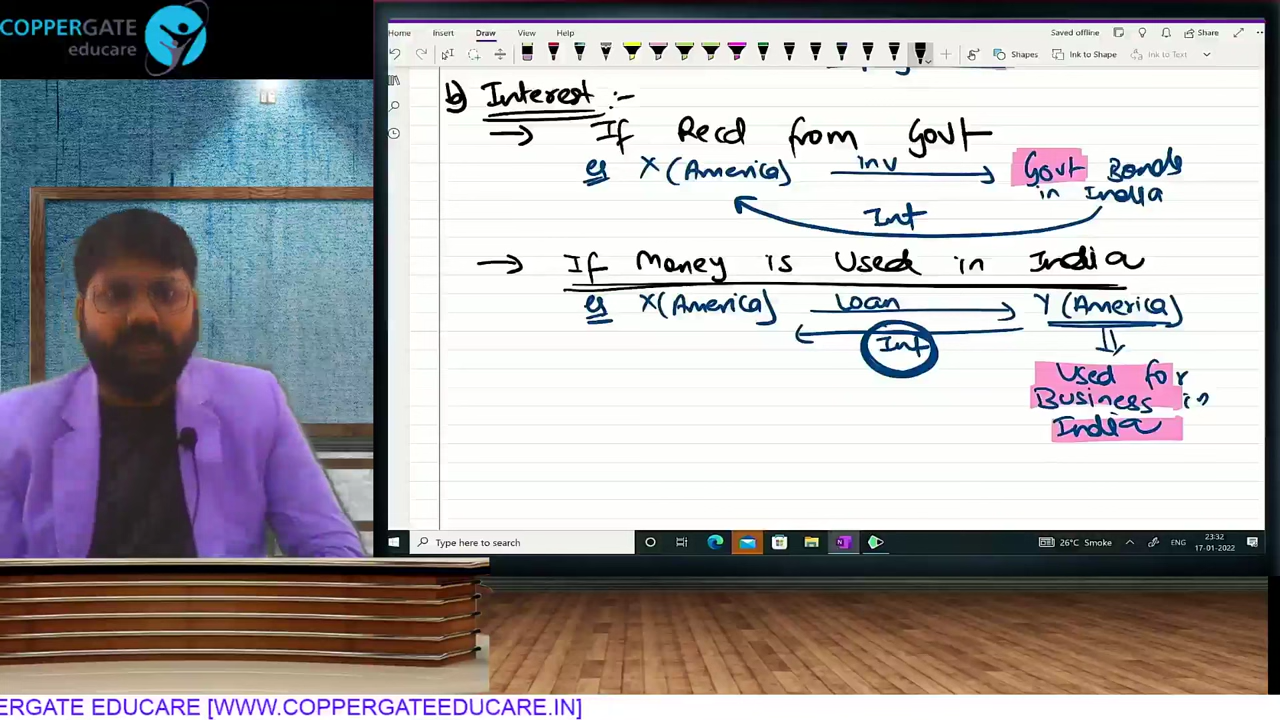 COPPERGATE
educare
Home Insert Draw View Help
Saved offline
Share
Shapes
Ink to Shape
Ink to Text
b) Interest :-
→ If Recd from Govt
eg X (America) inv → Govt Bonds
in India
Int
→ If Money is Used in India
eg X (America) Loan → Y (America)
Int
Used for
Business in
India
Type here to search
26°C Smoke
ENG
23:32
17-01-2022
ERGATE EDUCARE [WWW.COPPERGATEEDUCARE.IN]